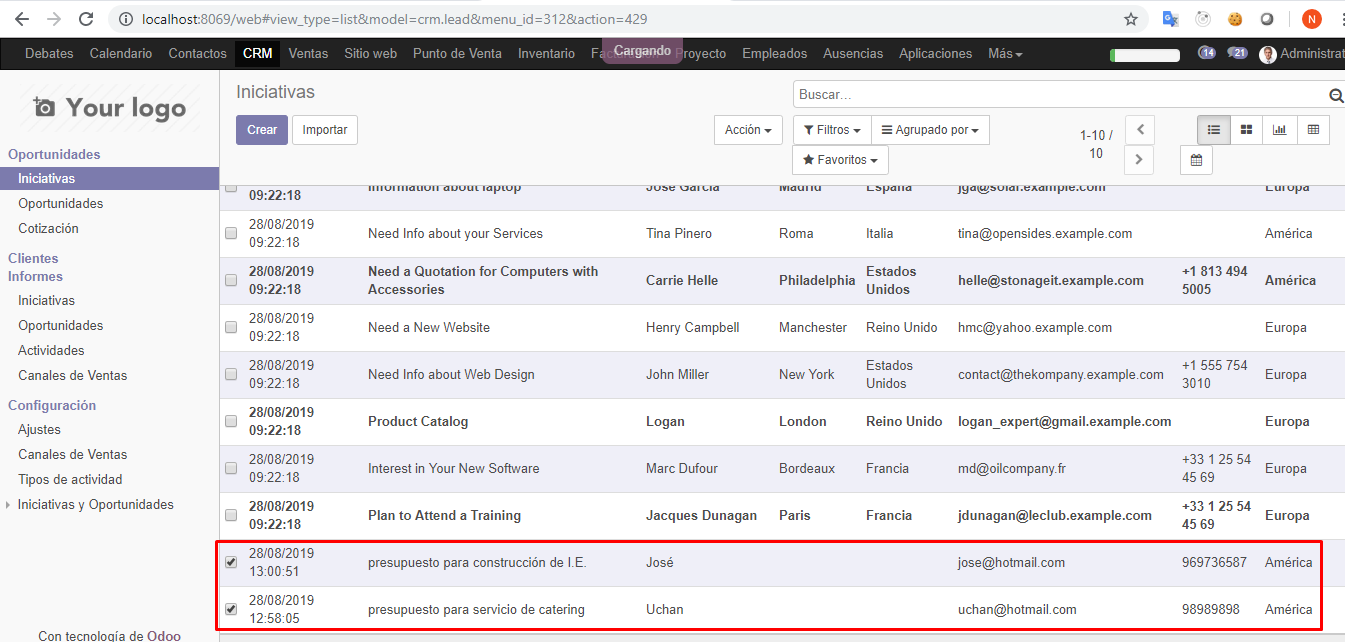 localhost:8069/web#view_type=list&model=crm.lead&menu_id=312&action=429
N
Debates Calendario Contactos CRM Ventas Sitio web Punto de Venta Inventario Cargando Proyecto Empleados Ausencias Aplicaciones Más 14 21 Administrat
Your logo
Iniciativas
Buscar...
Crear Importar Acción Filtros Agrupado por
Favoritos
1-10 /
10
Oportunidades
Iniciativas
Oportunidades
Cotización
Clientes
Informes
Iniciativas
Oportunidades
Actividades
Canales de Ventas
Configuración
Ajustes
Canales de Ventas
Tipos de actividad
Iniciativas y Oportunidades
Con tecnología de Odoo
09:22:18 Information about laptop Jose Garcia Madrid España jga@solar.example.com Europa
28/08/2019
09:22:18 Need Info about your Services Tina Pinero Roma Italia tina@opensides.example.com América
28/08/2019 Need a Quotation for Computers with Estados +1 813 494
09:22:18 Accessories Carrie Helle Philadelphia Unidos helle@stonageit.example.com 5005 América
28/08/2019
09:22:18 Need a New Website Henry Campbell Manchester Reino Unido hmc@yahoo.example.com Europa
28/08/2019 Estados +1 555 754
09:22:18 Need Info about Web Design John Miller New York Unidos contact@thekompany.example.com 3010 Europa
28/08/2019
09:22:18 Product Catalog Logan London Reino Unido logan_expert@gmail.example.com Europa
28/08/2019 +33 1 25 54
09:22:18 Interest in Your New Software Marc Dufour Bordeaux Francia md@oilcompany.fr 45 69 Europa
28/08/2019 +33 1 25 54
09:22:18 Plan to Attend a Training Jacques Dunagan Paris Francia jdunagan@leclub.example.com 45 69 Europa
28/08/2019
13:00:51 presupuesto para construcción de I.E. José jose@hotmail.com 969736587 América
28/08/2019
12:58:05 presupuesto para servicio de catering Uchan uchan@hotmail.com 98989898 América